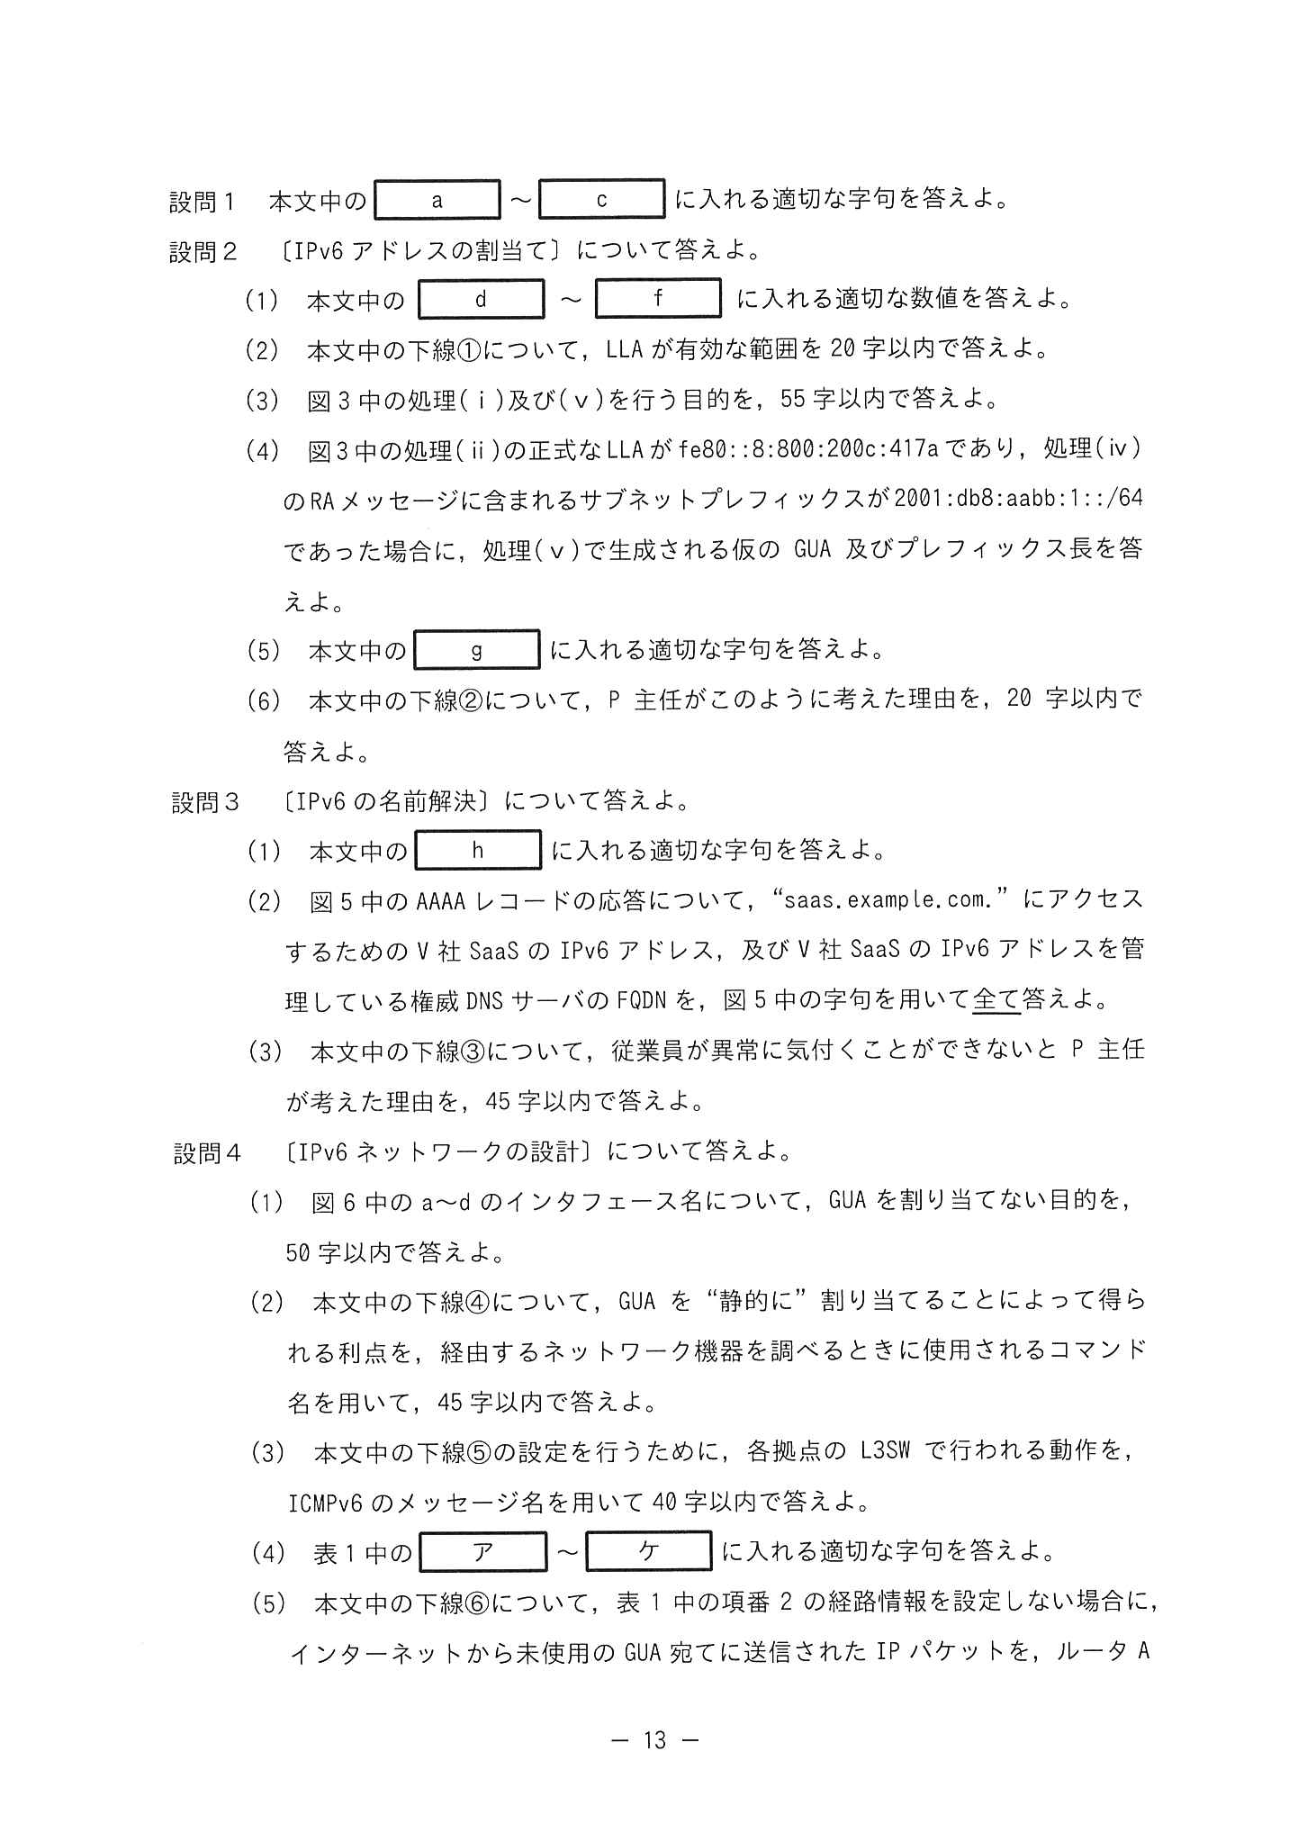 設問1 本文中の a ～ c に入れる適切な字句を答えよ。
設問2 〔IPv6 アドレスの割当て〕について答えよ。
(1) 本文中の d ～ f に入れる適切な数値を答えよ。
(2) 本文中の下線①について，LLA が有効な範囲を 20 字以内で答えよ。
(3) 図3中の処理(ⅰ)及び(ⅴ)を行う目的を，55 字以内で答えよ。
(4) 図3中の処理(ⅱ)の正式なLLAがfe80::8:800:200c:417aであり，処理(ⅳ)
のRAメッセージに含まれるサブネットプレフィックスが2001:db8:aabb:1::/64
であった場合に，処理(ⅴ)で生成される仮の GUA 及びプレフィックス長を答
えよ。
(5) 本文中の g に入れる適切な字句を答えよ。
(6) 本文中の下線②について，P 主任がこのように考えた理由を，20 字以内で
答えよ。
設問3 〔IPv6 の名前解決〕について答えよ。
(1) 本文中の h に入れる適切な字句を答えよ。
(2) 図5中の AAAA レコードの応答について，“saas.example.com.” にアクセス
するための V 社 SaaS の IPv6 アドレス，及び V 社 SaaS の IPv6 アドレスを管
理している権威 DNS サーバの FQDN を，図 5 中の字句を用いて全て答えよ。
(3) 本文中の下線③について，従業員が異常に気付くことができないと P 主任
が考えた理由を，45 字以内で答えよ。
設問4 〔IPv6 ネットワークの設計〕について答えよ。
(1) 図 6 中の a～d のインタフェース名について，GUA を割り当てない目的を，
50 字以内で答えよ。
(2) 本文中の下線④について，GUA を “静的に” 割り当てることによって得ら
れる利点を，経由するネットワーク機器を調べるときに使用されるコマンド
名を用いて，45 字以内で答えよ。
(3) 本文中の下線⑤の設定を行うために，各拠点の L3SW で行われる動作を，
ICMPv6 のメッセージ名を用いて 40 字以内で答えよ。
(4) 表1中の ア ～ ケ に入れる適切な字句を答えよ。
(5) 本文中の下線⑥について，表 1 中の項番 2 の経路情報を設定しない場合に，
インターネットから未使用の GUA 宛てに送信された IP パケットを，ルータ A
－ 13 －